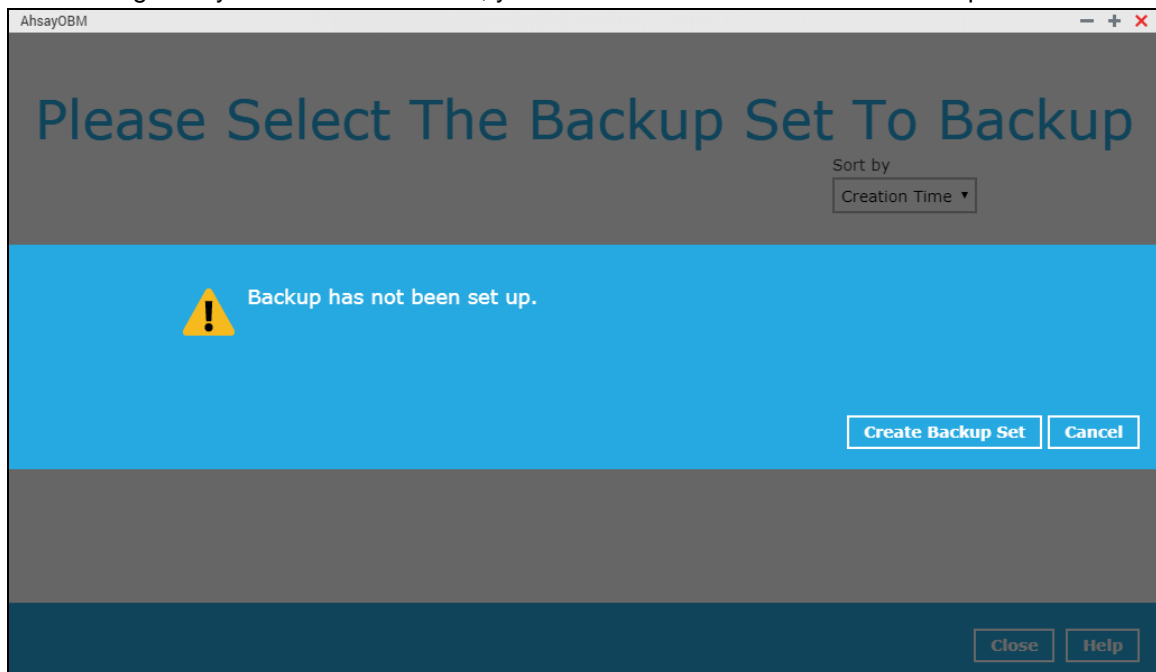 AhsayOBM
Please Select The Backup Set To Backup
Sort by
Creation Time
Backup has not been set up.
Create Backup Set Cancel
Close Help